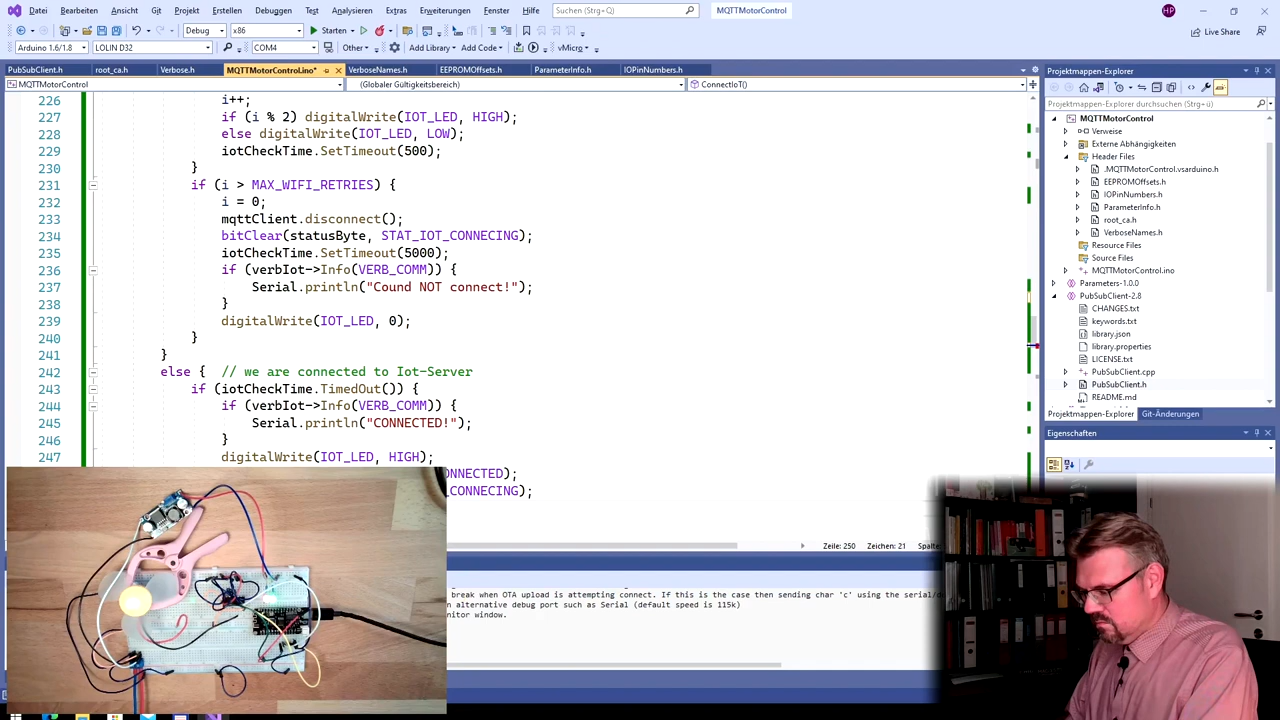 Datei Bearbeiten Ansicht Git Projekt Erstellen Debuggen Test Analysieren Extras Erweiterungen Fenster Hilfe Suchen (Strg+Q) MQTTMotorControl HP
Debug x86 Starten Live Share
Arduino 1.6/1.8 LOLIN D32 COM4 Other Add Library Add Code vMicro
PubSubClient.h root_ca.h Verbose.h MQTTMotorControl.ino* VerboseNames.h EEPROMOffsets.h ParameterInfo.h IOPinNumbers.h
MQTTMotorControl (Globaler Gültigkeitsbereich) ConnectIoT()
226 i++;
227 if (i % 2) digitalWrite(IOT_LED, HIGH);
228 else digitalWrite(IOT_LED, LOW);
229 iotCheckTime.SetTimeout(500);
230 }
231 if (i > MAX_WIFI_RETRIES) {
232 i = 0;
233 mqttClient.disconnect();
234 bitClear(statusByte, STAT_IOT_CONNECING);
235 iotCheckTime.SetTimeout(5000);
236 if (verbIot->Info(VERB_COMM)) {
237 Serial.println("Cound NOT connect!");
238 }
239 digitalWrite(IOT_LED, 0);
240 }
241 }
242 else { // we are connected to Iot-Server
243 if (iotCheckTime.TimedOut()) {
244 if (verbIot->Info(VERB_COMM)) {
245 Serial.println("CONNECTED!");
246 }
247 digitalWrite(IOT_LED, HIGH);
ONNECTED);
_CONNECING);
Zeile: 250 Zeichen: 21 Spalte
break when OTA upload is attempting connect. If this is the case then sending char 'c' using the serial/de
n alternative debug port such as Serial (default speed is 115k)
nitor window.
Projektmappen-Explorer
Projektmappen-Explorer durchsuchen (Strg+ü)
MQTTMotorControl
Verweise
Externe Abhängigkeiten
Header Files
.MQTTMotorControl.vsarduino.h
EEPROMOffsets.h
IOPinNumbers.h
ParameterInfo.h
root_ca.h
VerboseNames.h
Resource Files
Source Files
MQTTMotorControl.ino
Parameters-1.0.0
PubSubClient-2.8
CHANGES.txt
keywords.txt
library.json
library.properties
LICENSE.txt
PubSubClient.cpp
PubSubClient.h
README.md
Projektmappen-Explorer Git-Änderungen
Eigenschaften